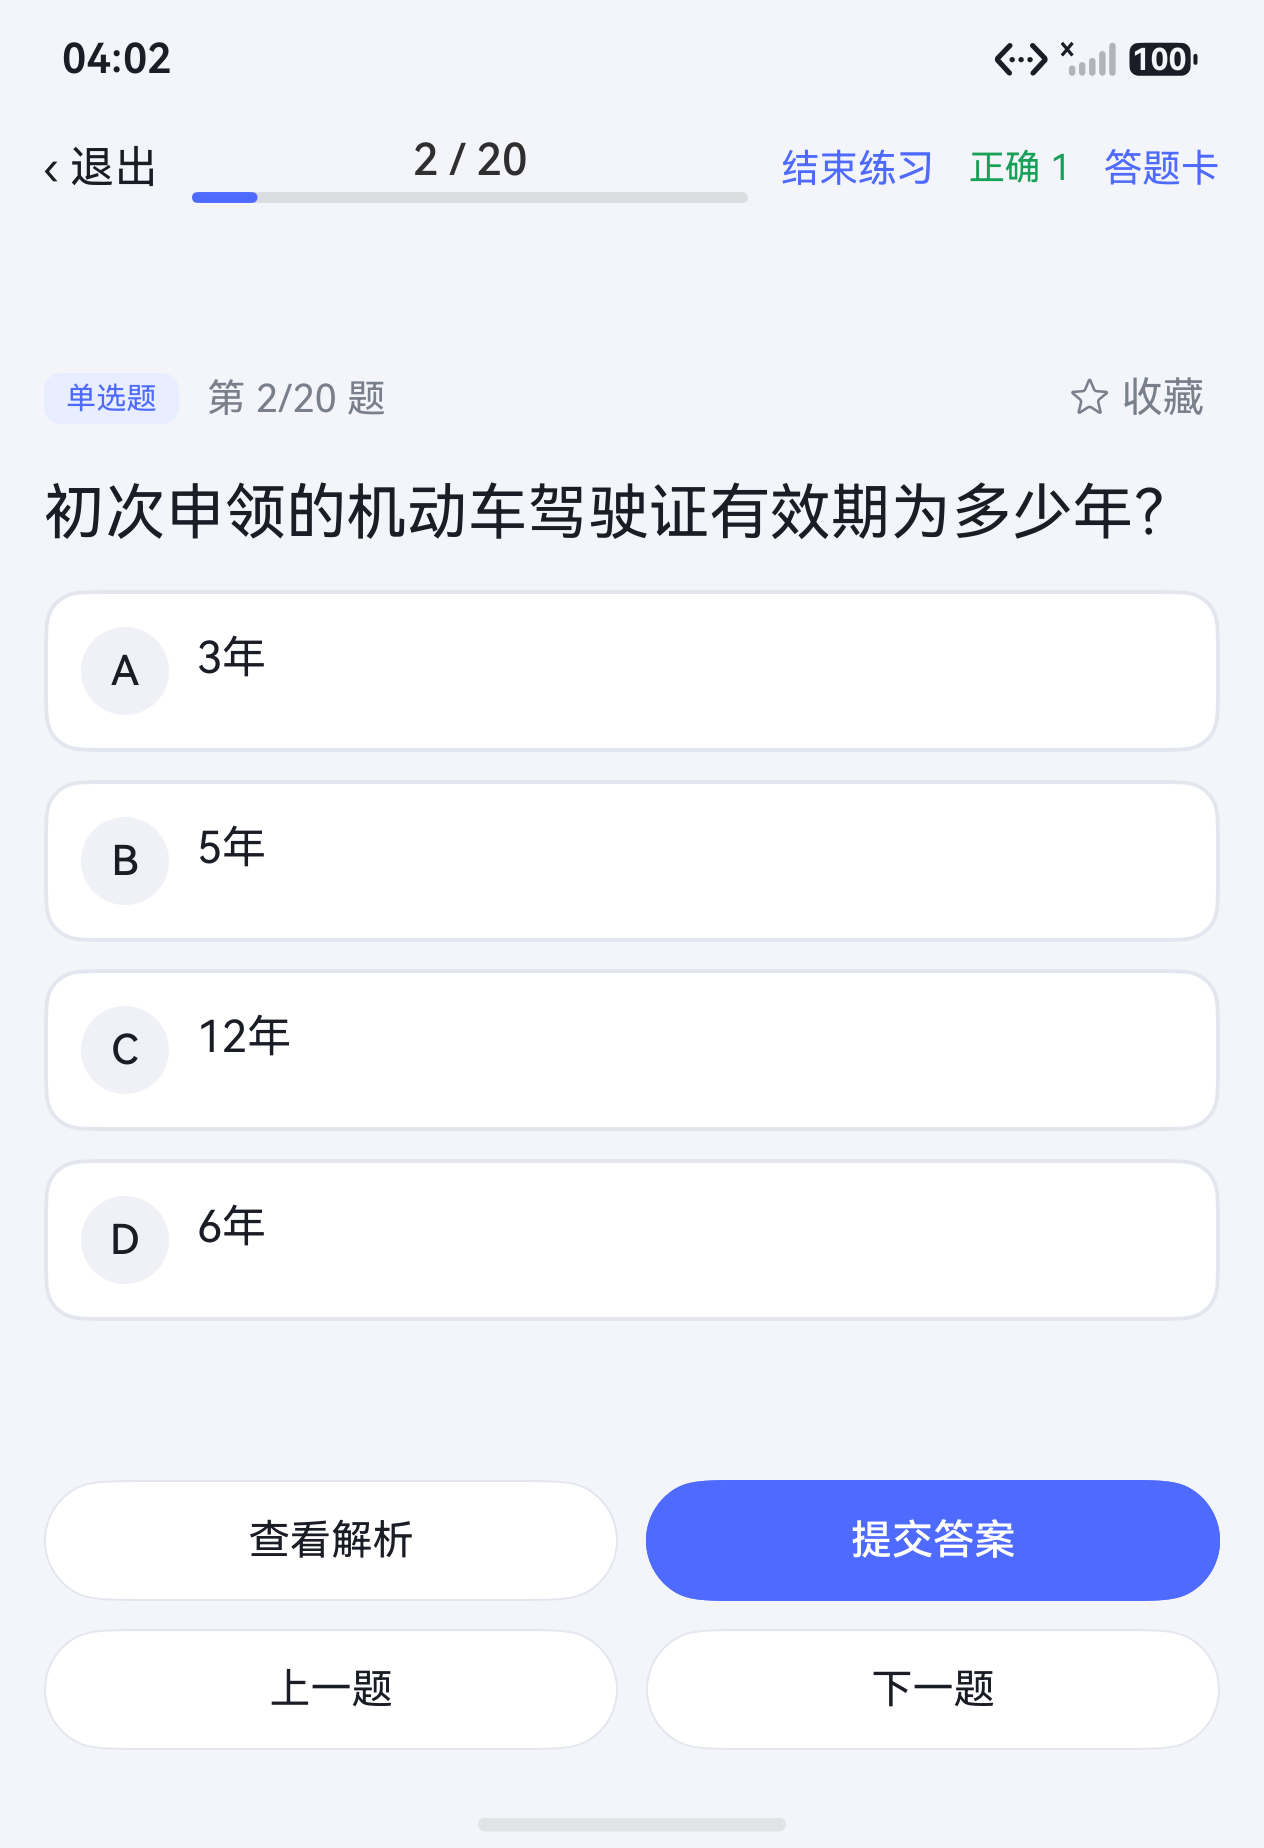 04:02
100
‹ 退出
2 / 20
结束练习
正确 1
答题卡
单选题
第 2/20 题
收藏
初次申领的机动车驾驶证有效期为多少年?
A
3年
B
5年
C
12年
D
6年
查看解析
提交答案
上一题
下一题